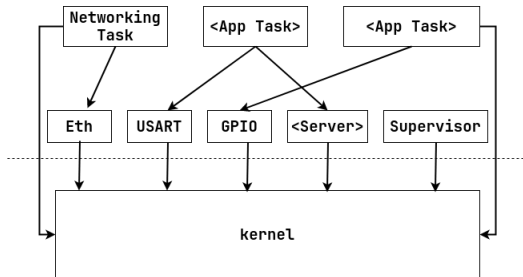 Networking
Task
<App Task>
<App Task>
Eth
USART
GPIO
<Server>
Supervisor
kernel